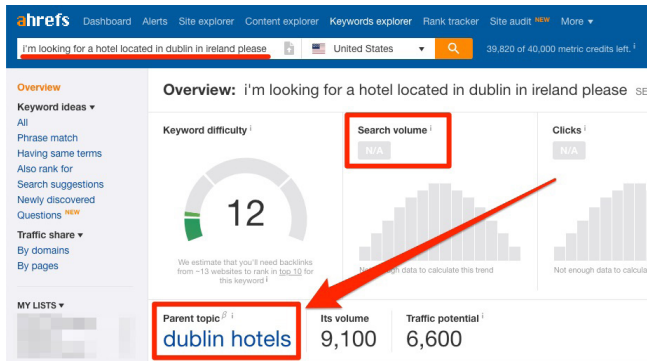 ahrefs Dashboard Alerts Site explorer Content explorer Keywords explorer Rank tracker Site audit NEW More ▾
i'm looking for a hotel located in dublin in ireland please United States ▾ 39,820 of 40,000 metric credits left. i
Overview
Keyword ideas ▾
All
Phrase match
Having same terms
Also rank for
Search suggestions
Newly discovered
Questions NEW
Traffic share ▾
By domains
By pages
MY LISTS ▾
Overview: i'm looking for a hotel located in dublin in ireland please SE
Keyword difficulty i
12
We estimate that you'll need backlinks
from ~13 websites to rank in top 10 for
this keyword i
Search volume i
N/A
Not enough data to calculate this trend
Clicks i
N/A
Not enough data to calcula
Parent topic β i
dublin hotels
Its volume
9,100
Traffic potential i
6,600